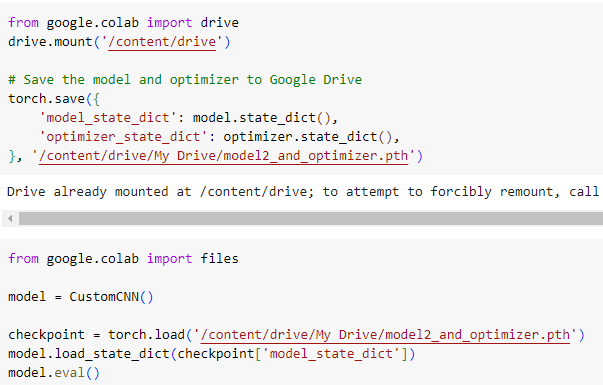 from google.colab import drive
drive.mount('/content/drive')
# Save the model and optimizer to Google Drive
torch.save({
    'model_state_dict': model.state_dict(),
    'optimizer_state_dict': optimizer.state_dict(),
}, '/content/drive/My Drive/model2_and_optimizer.pth')
Drive already mounted at /content/drive; to attempt to forcibly remount, call
from google.colab import files
model = CustomCNN()
checkpoint = torch.load('/content/drive/My Drive/model2_and_optimizer.pth')
model.load_state_dict(checkpoint['model_state_dict'])
model.eval()